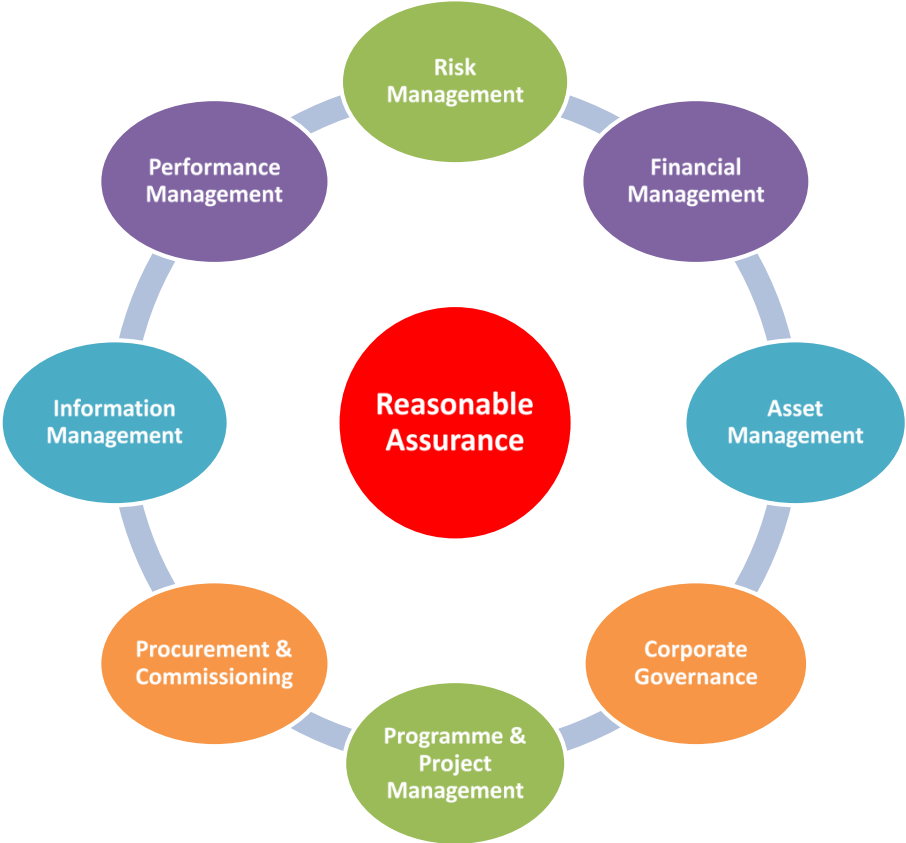 Risk
Management
Financial
Management
Asset
Management
Corporate
Governance
Programme &
Project
Management
Procurement &
Commissioning
Information
Management
Performance
Management
Reasonable
Assurance